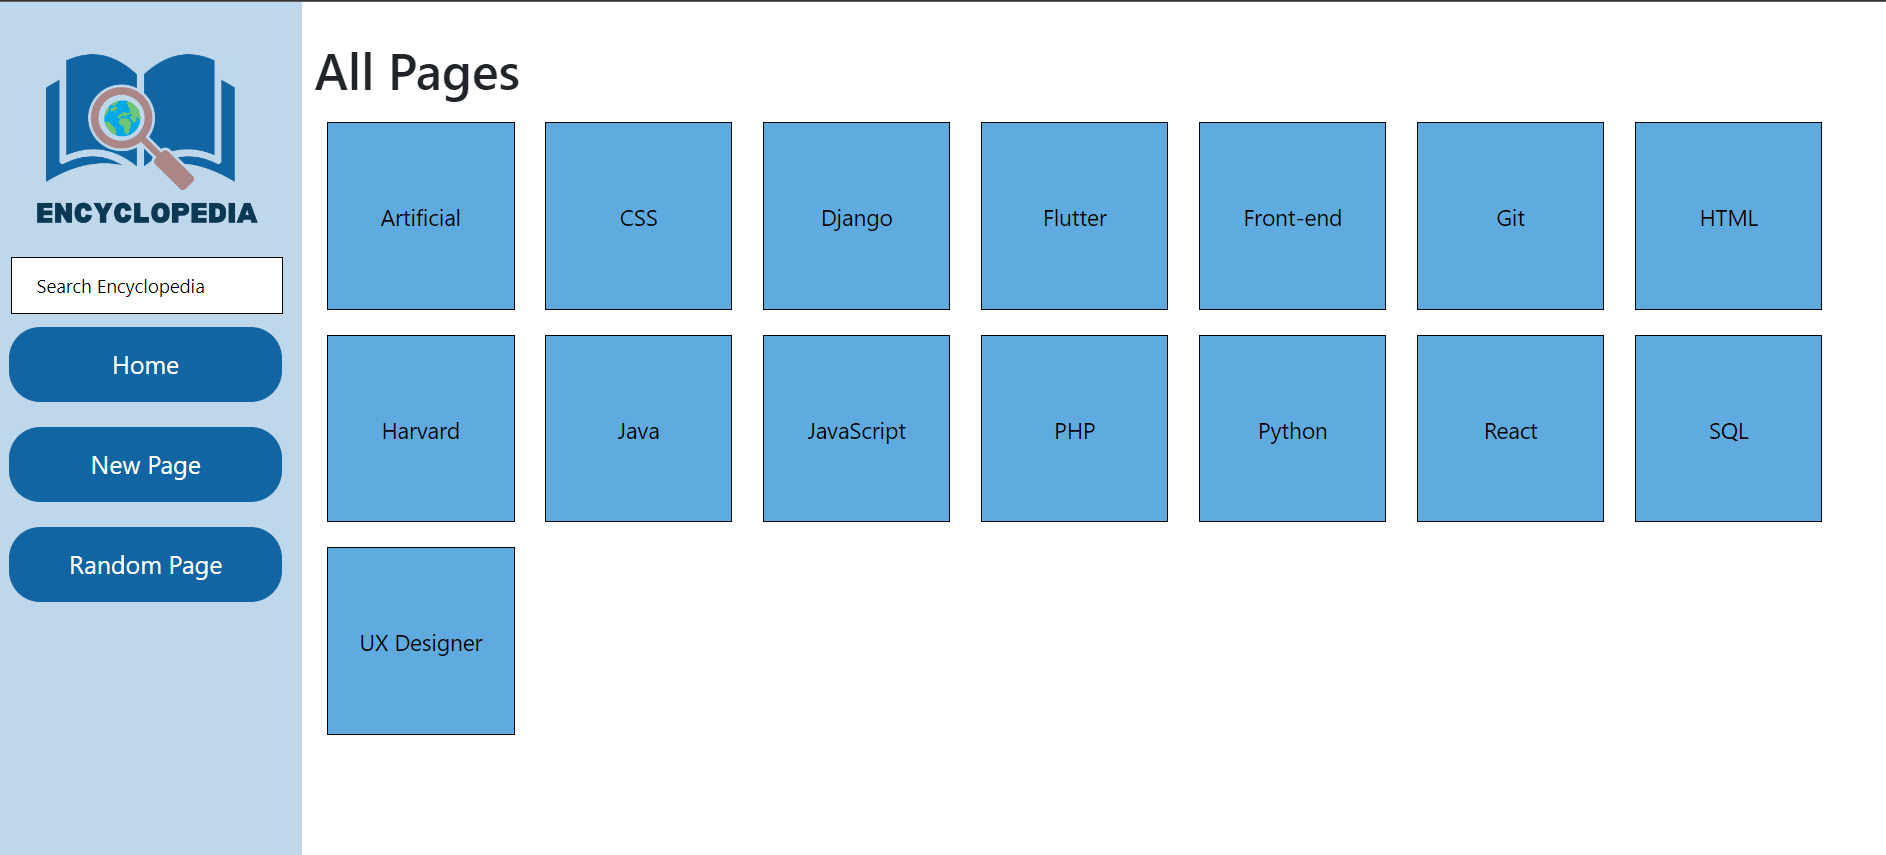 ENCYCLOPEDIA
Search Encyclopedia
Home
New Page
Random Page
All Pages
Artificial
CSS
Django
Flutter
Front-end
Git
HTML
Harvard
Java
JavaScript
PHP
Python
React
SQL
UX Designer